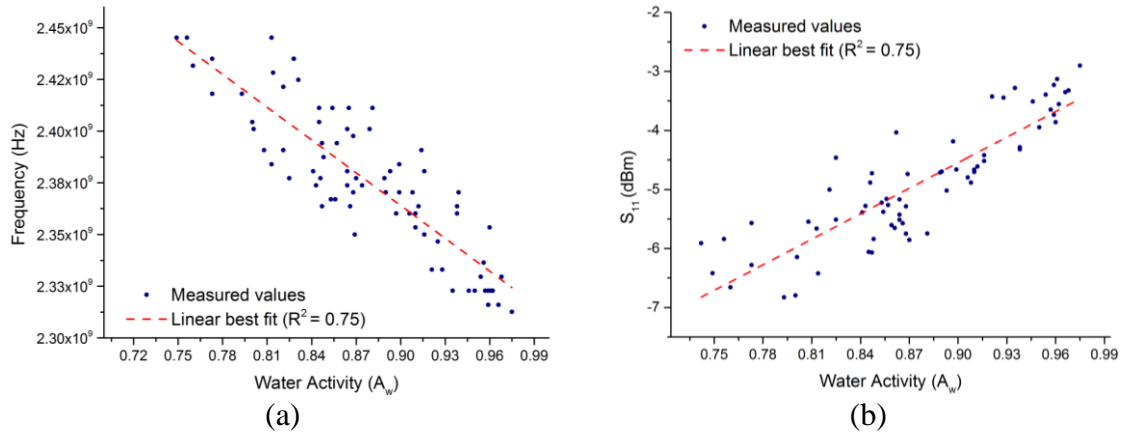 2.45x10⁹
2.42x10⁹
2.40x10⁹
2.38x10⁹
2.35x10⁹
2.33x10⁹
2.30x10⁹
Frequency (Hz)
Measured values
Linear best fit (R² = 0.75)
0.72 0.75 0.78 0.81 0.84 0.87 0.90 0.93 0.96 0.99
Water Activity (A_w)
(a)
-2
-3
-4
-5
-6
-7
S₁₁ (dBm)
Measured values
Linear best fit (R² = 0.75)
0.75 0.78 0.81 0.84 0.87 0.90 0.93 0.96 0.99
Water Activity (A_w)
(b)